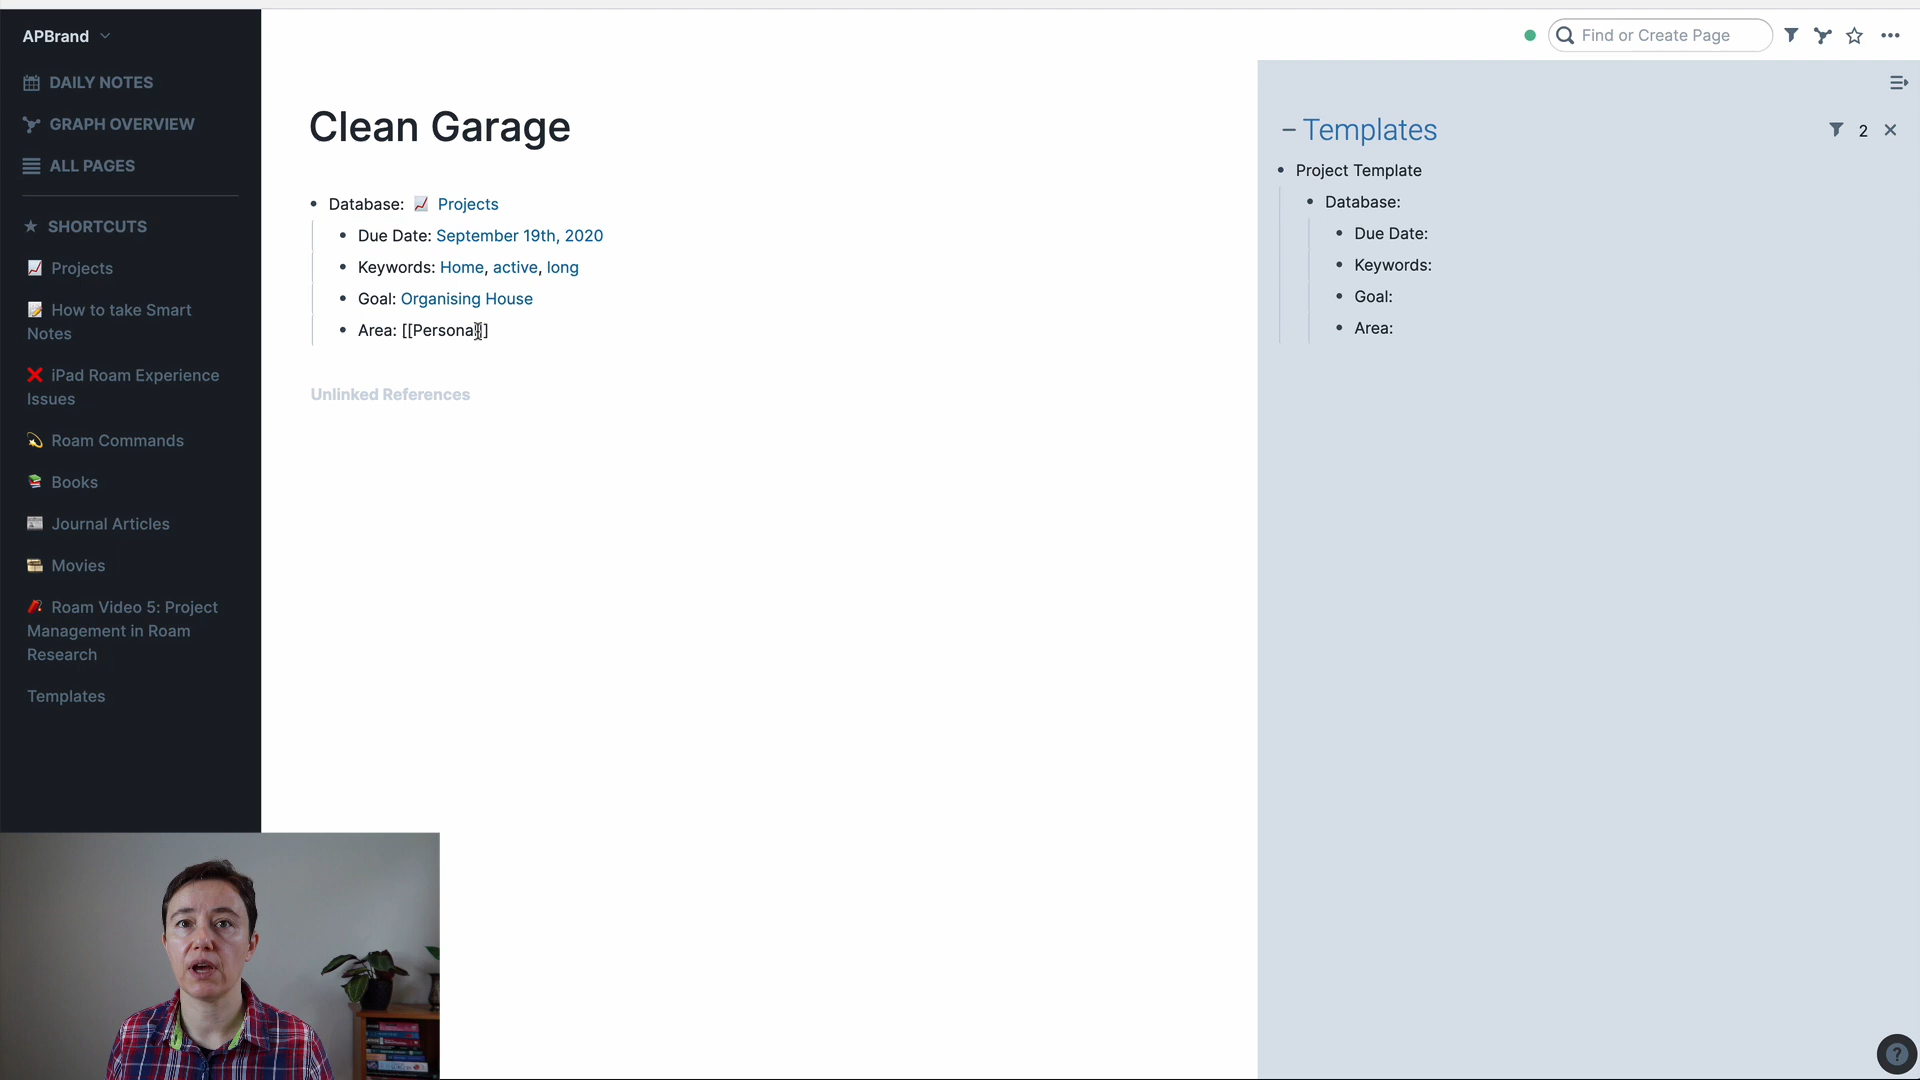 APBrand
Find or Create Page
DAILY NOTES
GRAPH OVERVIEW
ALL PAGES
SHORTCUTS
Projects
How to take Smart
Notes
iPad Roam Experience
Issues
Roam Commands
Books
Journal Articles
Movies
Roam Video 5: Project
Management in Roam
Research
Templates
Clean Garage
Database: Projects
Due Date: September 19th, 2020
Keywords: Home, active, long
Goal: Organising House
Area: [[Personal]]
Unlinked References
Templates
2
Project Template
Database:
Due Date:
Keywords:
Goal:
Area: